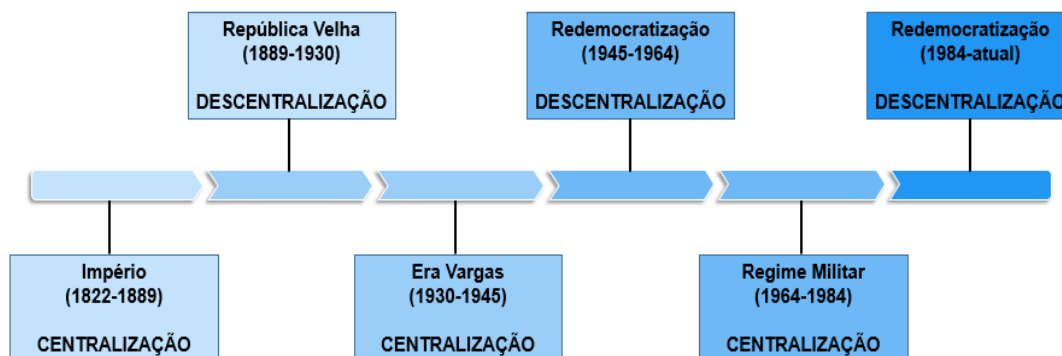 República Velha
(1889-1930)
DESCENTRALIZAÇÃO
Redemocratização
(1945-1964)
DESCENTRALIZAÇÃO
Redemocratização
(1984-atual)
DESCENTRALIZAÇÃO
Império
(1822-1889)
CENTRALIZAÇÃO
Era Vargas
(1930-1945)
CENTRALIZAÇÃO
Regime Militar
(1964-1984)
CENTRALIZAÇÃO